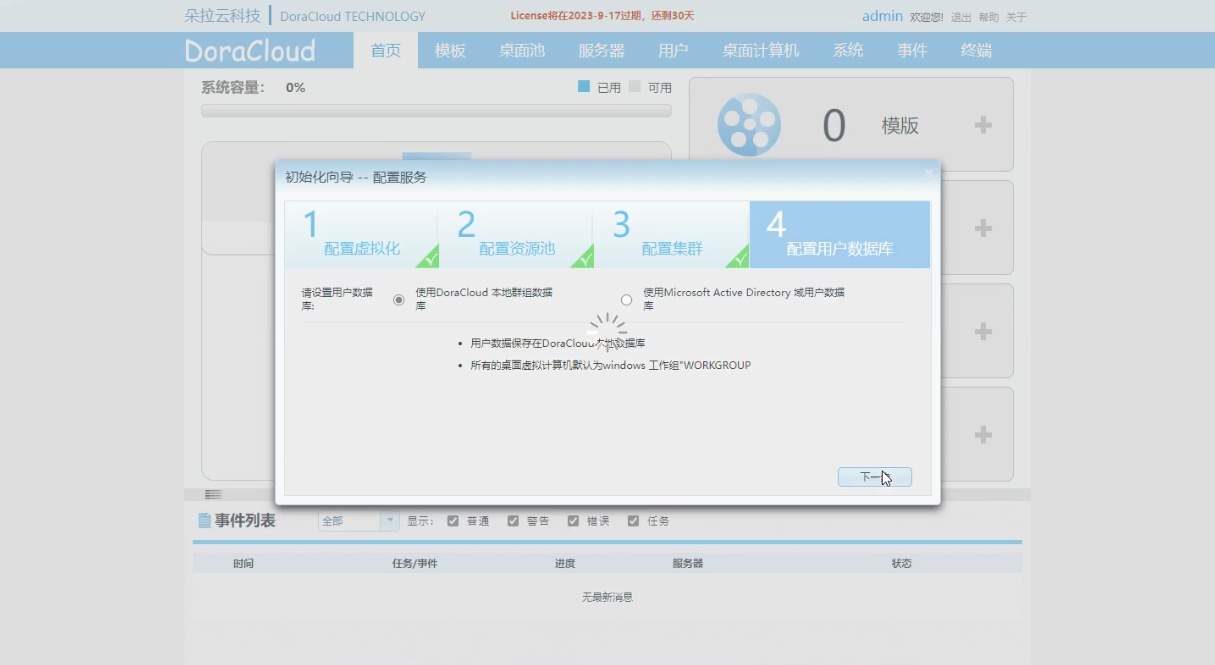 朵拉云科技 DoraCloud TECHNOLOGY
License将在2023-9-17过期，还剩30天
admin 欢迎您! 退出 帮助 关于
DoraCloud 首页 模板 桌面池 服务器 用户 桌面计算机 系统 事件 终端
系统容量： 0% 已用 可用
0 模版
初始化向导 -- 配置服务
1 配置虚拟化
2 配置资源池
3 配置集群
4 配置用户数据库
请设置用户数据
库:
使用DoraCloud 本地群组数据
库
使用Microsoft Active Directory 域用户数据
库
用户数据保存在DoraCloud本地数据库
所有的桌面虚拟计算机默认为windows 工作组"WORKGROUP
下一
事件列表 全部 显示: 普通 警告 错误 任务
时间 任务/事件 进度 服务器 状态
无最新消息